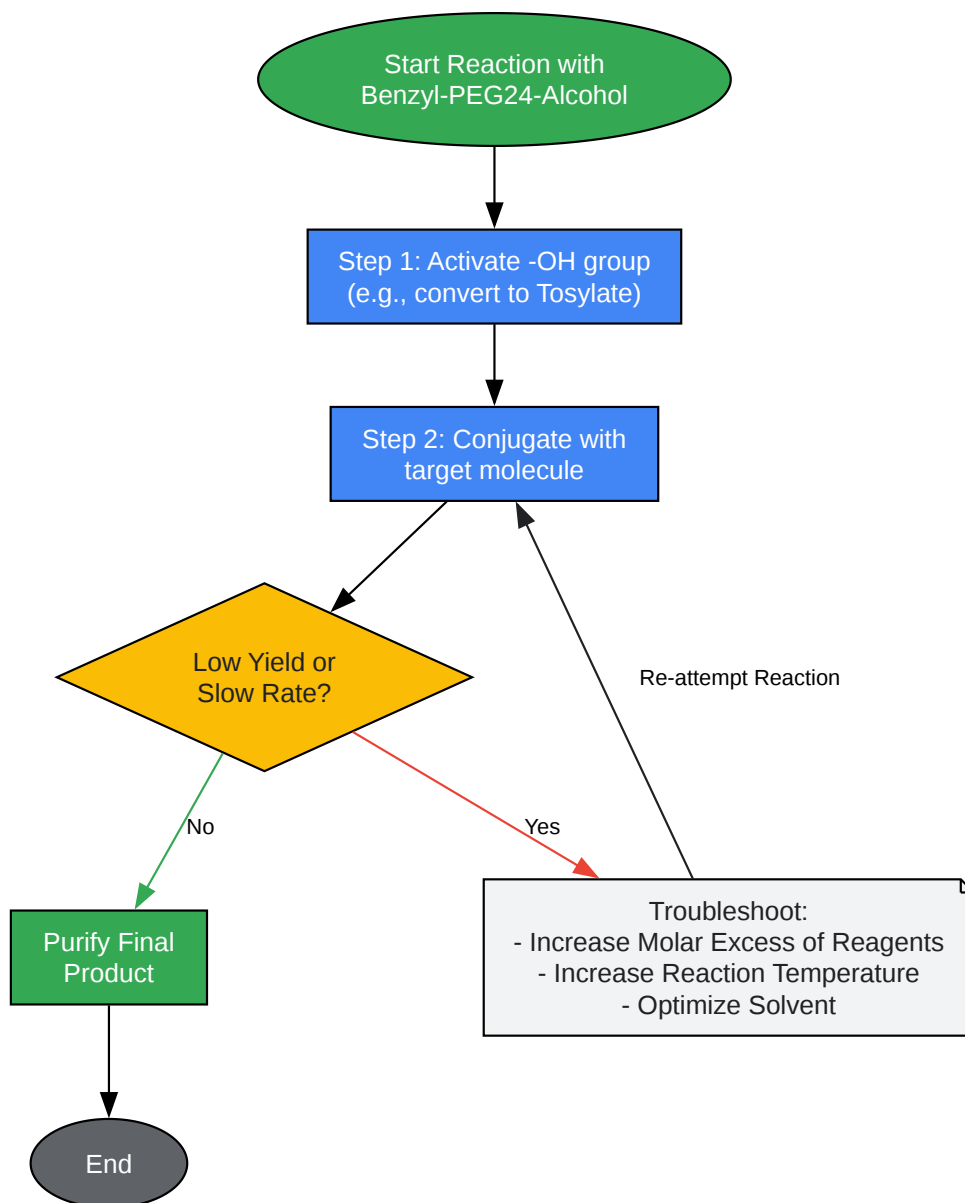 Start Reaction with
Benzyl-PEG24-Alcohol
Step 1: Activate -OH group
(e.g., convert to Tosylate)
Step 2: Conjugate with
target molecule
Low Yield or
Slow Rate?
Re-attempt Reaction
No
Yes
Purify Final
Product
Troubleshoot:
- Increase Molar Excess of Reagents
- Increase Reaction Temperature
- Optimize Solvent
End